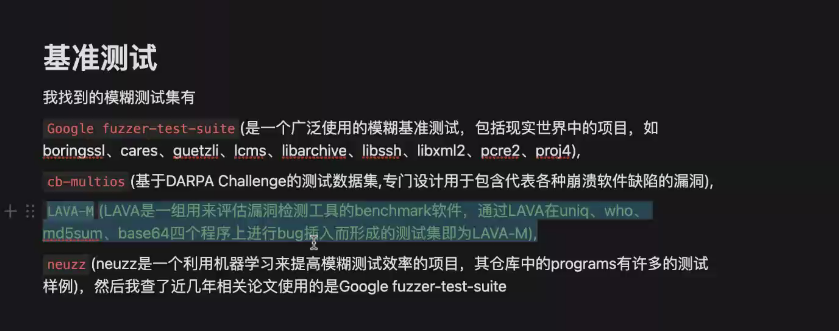 基准测试
我找到的模糊测试集有
Google fuzzer-test-suite (是一个广泛使用的模糊基准测试，包括现实世界中的项目，如
boringssl、cares、guetzli、lcms、libarchive、libssh、libxml2、pcre2、proj4),
cb-multios (基于DARPA Challenge的测试数据集,专门设计用于包含代表各种崩溃软件缺陷的漏洞),
LAVA-M (LAVA是一组用来评估漏洞检测工具的benchmark软件，通过LAVA在uniq、who、
md5sum、base64四个程序上进行bug插入而形成的测试集即为LAVA-M),
neuzz (neuzz是一个利用机器学习来提高模糊测试效率的项目，其仓库中的programs有许多的测试
样例)，然后我查了近几年相关论文使用的是Google fuzzer-test-suite